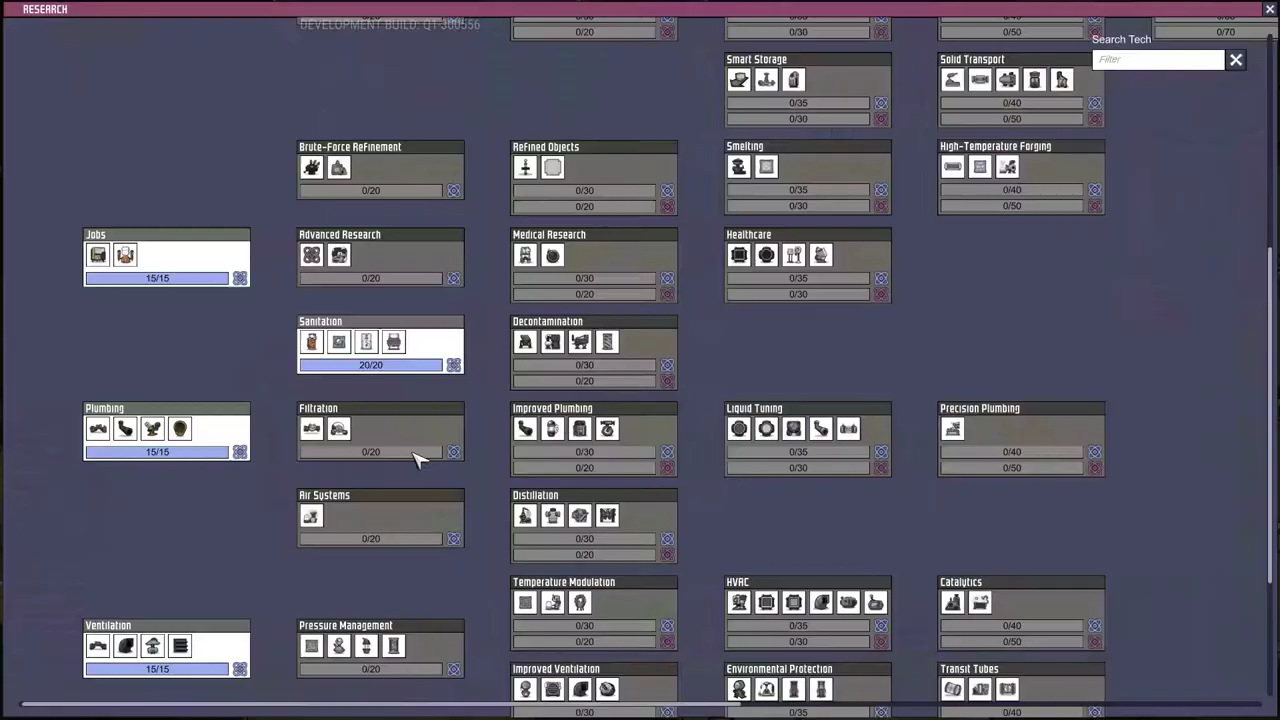 RESEARCH
DEVELOPMENT BUILD: QT-300556
0/20
0/20
0/50
0/70
Search Tech
Filter
Smart Storage
0/35
0/30
Solid Transport
0/40
0/50
Brute-Force Refinement
0/20
Refined Objects
0/30
0/20
Smelting
0/35
0/30
High-Temperature Forging
0/40
0/50
Jobs
15/15
Advanced Research
0/20
Medical Research
0/30
0/20
Healthcare
0/35
0/30
Sanitation
20/20
Decontamination
0/30
0/20
Plumbing
15/15
Filtration
0/20
Improved Plumbing
0/30
0/20
Liquid Tuning
0/35
0/30
Precision Plumbing
0/40
0/50
Air Systems
0/20
Distillation
0/30
0/20
Temperature Modulation
0/30
0/20
HVAC
0/35
0/30
Catalytics
0/40
0/50
Ventilation
15/15
Pressure Management
0/20
Improved Ventilation
0/30
Environmental Protection
0/35
Transit Tubes
0/40